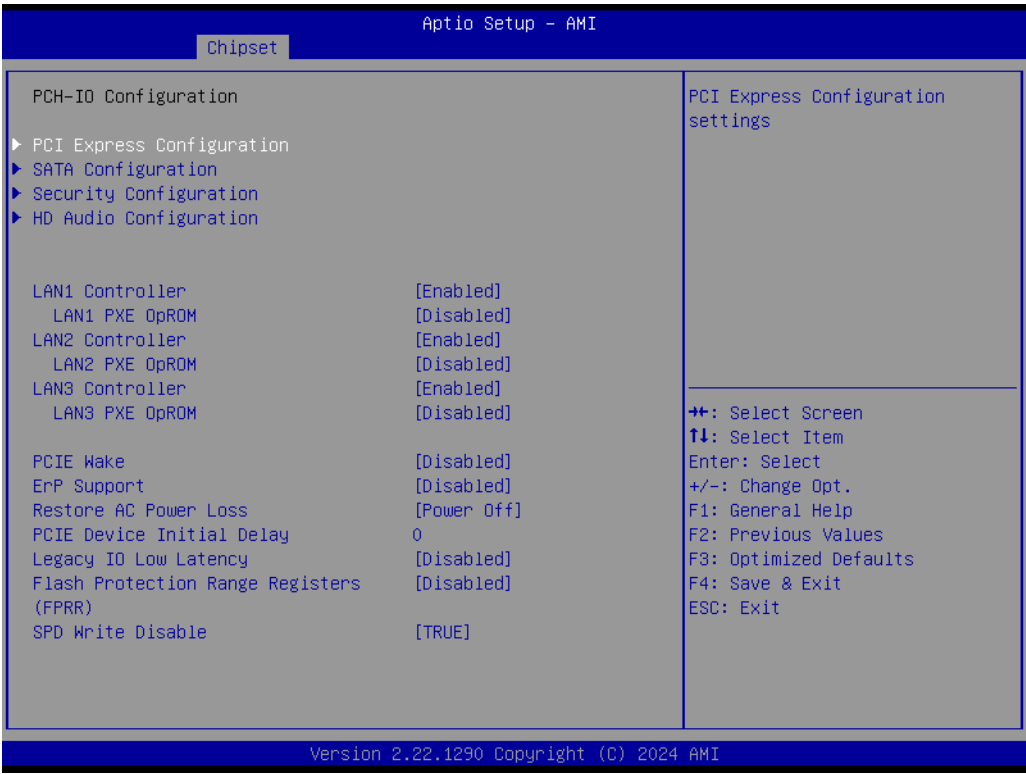 Aptio Setup – AMI
Chipset
PCH-IO Configuration
PCI Express Configuration
SATA Configuration
Security Configuration
HD Audio Configuration
LAN1 Controller [Enabled]
LAN1 PXE OpROM [Disabled]
LAN2 Controller [Enabled]
LAN2 PXE OpROM [Disabled]
LAN3 Controller [Enabled]
LAN3 PXE OpROM [Disabled]
PCIE Wake [Disabled]
ErP Support [Disabled]
Restore AC Power Loss [Power Off]
PCIE Device Initial Delay 0
Legacy IO Low Latency [Disabled]
Flash Protection Range Registers [Disabled]
(FPRR)
SPD Write Disable [TRUE]
PCI Express Configuration
settings
→←: Select Screen
↑↓: Select Item
Enter: Select
+/-: Change Opt.
F1: General Help
F2: Previous Values
F3: Optimized Defaults
F4: Save & Exit
ESC: Exit
Version 2.22.1290 Copyright (C) 2024 AMI